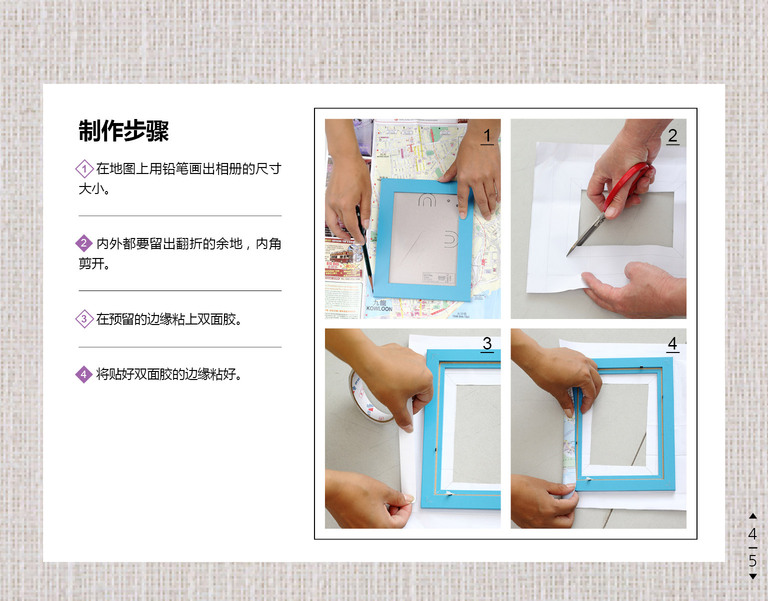 制作步骤
1 在地图上用铅笔画出相册的尺寸
大小。
2 内外都要留出翻折的余地，内角
剪开。
3 在预留的边缘粘上双面胶。
4 将贴好双面胶的边缘粘好。
1
2
九龍
KOWLOON
3
4
4
5